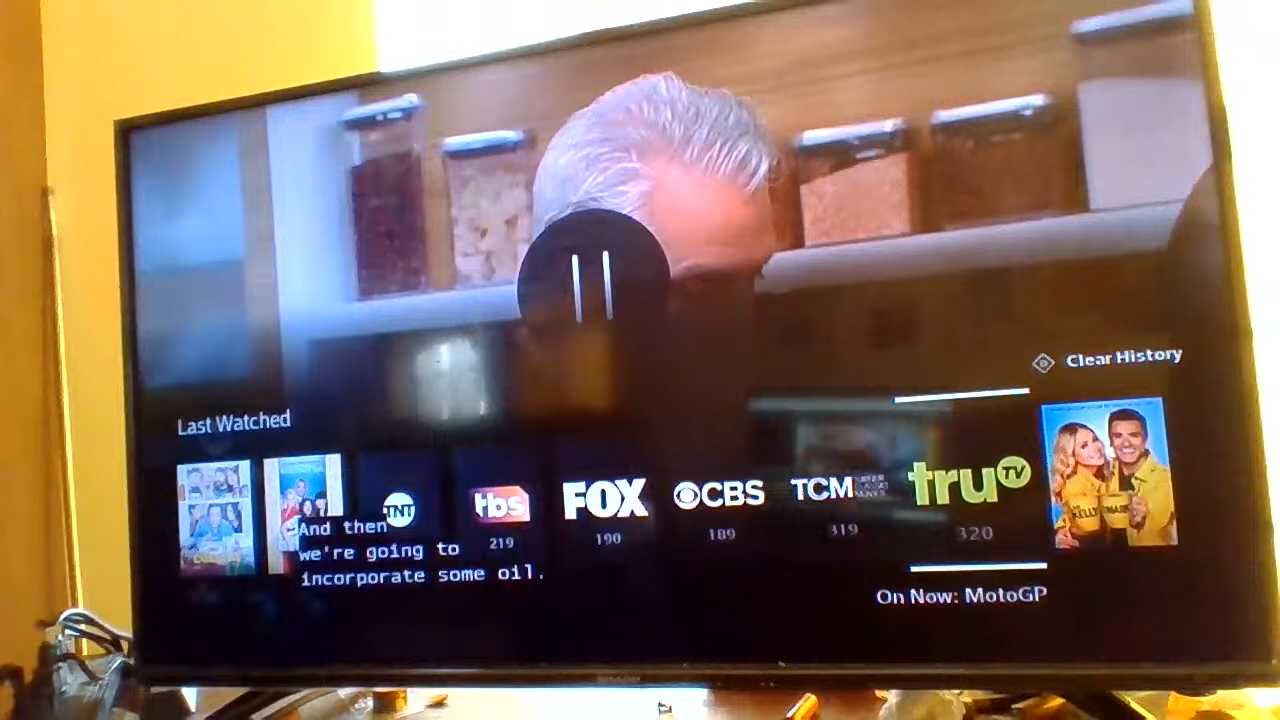 Clear History
Last Watched
TNT
tbs
FOX
CBS
TCM
tru TV
219
190
189
319
320
And then
we're going to
incorporate some oil.
On Now: MotoGP